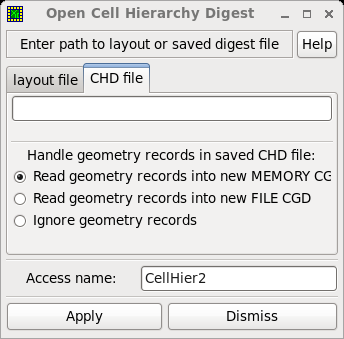 Open Cell Hierarchy Digest
Enter path to layout or saved digest file
Help
layout file
CHD file
Handle geometry records in saved CHD file:
Read geometry records into new MEMORY CG
Read geometry records into new FILE CGD
Ignore geometry records
Access name:
CellHier2
Apply
Dismiss